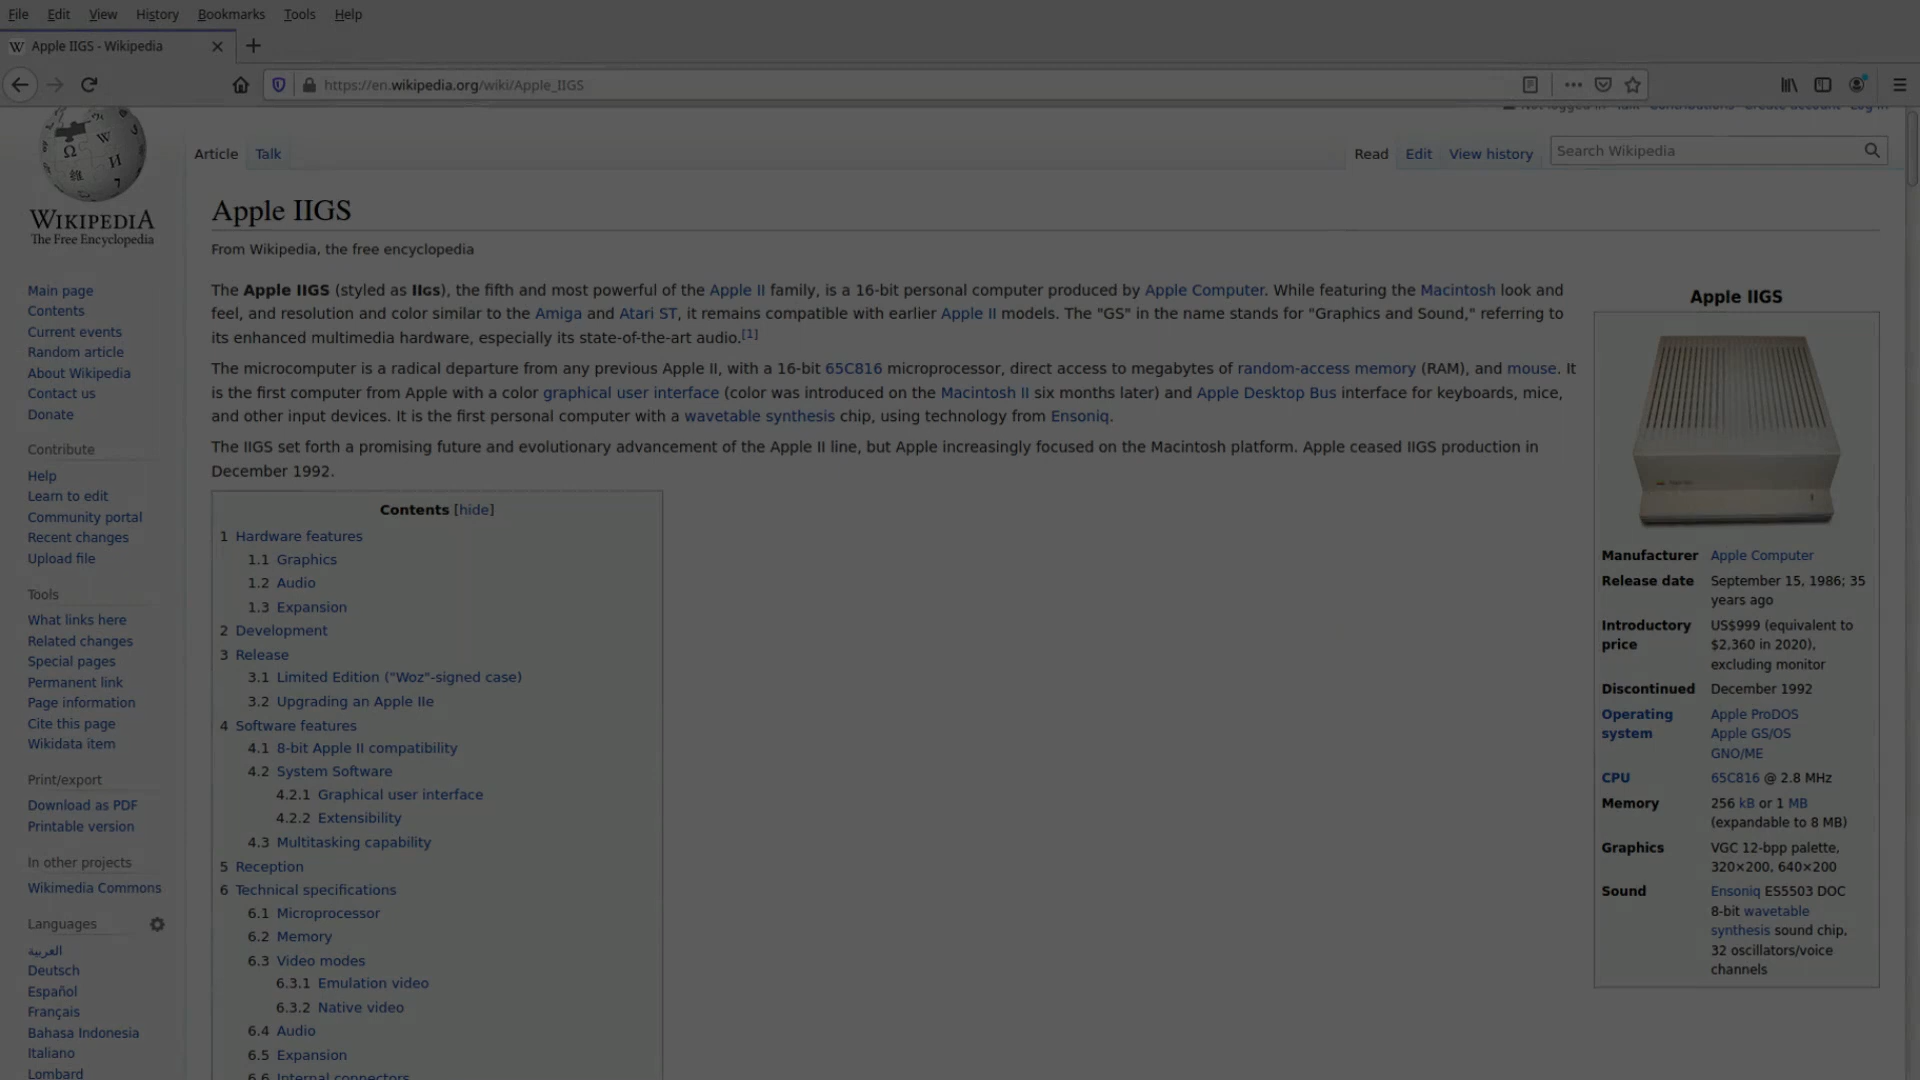 File Edit View History Bookmarks Tools Help
Apple IIGS - Wikipedia
https://en.wikipedia.org/wiki/Apple_IIGS
Not logged in Talk Contributions Create account Log in
Article Talk Read Edit View history Search Wikipedia
WIKIPEDIA
The Free Encyclopedia
Main page
Contents
Current events
Random article
About Wikipedia
Contact us
Donate
Contribute
Help
Learn to edit
Community portal
Recent changes
Upload file
Tools
What links here
Related changes
Special pages
Permanent link
Page information
Cite this page
Wikidata item
Print/export
Download as PDF
Printable version
In other projects
Wikimedia Commons
Languages
العربية
Deutsch
Español
Français
Bahasa Indonesia
Italiano
Lombard
Apple IIGS
From Wikipedia, the free encyclopedia
The Apple IIGS (styled as IIGS), the fifth and most powerful of the Apple II family, is a 16-bit personal computer produced by Apple Computer. While featuring the Macintosh look and
feel, and resolution and color similar to the Amiga and Atari ST, it remains compatible with earlier Apple II models. The "GS" in the name stands for "Graphics and Sound," referring to
its enhanced multimedia hardware, especially its state-of-the-art audio.[1]
The microcomputer is a radical departure from any previous Apple II, with a 16-bit 65C816 microprocessor, direct access to megabytes of random-access memory (RAM), and mouse. It
is the first computer from Apple with a color graphical user interface (color was introduced on the Macintosh II six months later) and Apple Desktop Bus interface for keyboards, mice,
and other input devices. It is the first personal computer with a wavetable synthesis chip, using technology from Ensoniq.
The IIGS set forth a promising future and evolutionary advancement of the Apple II line, but Apple increasingly focused on the Macintosh platform. Apple ceased IIGS production in
December 1992.
Contents [hide]
1 Hardware features
1.1 Graphics
1.2 Audio
1.3 Expansion
2 Development
3 Release
3.1 Limited Edition ("Woz"-signed case)
3.2 Upgrading an Apple IIe
4 Software features
4.1 8-bit Apple II compatibility
4.2 System Software
4.2.1 Graphical user interface
4.2.2 Extensibility
4.3 Multitasking capability
5 Reception
6 Technical specifications
6.1 Microprocessor
6.2 Memory
6.3 Video modes
6.3.1 Emulation video
6.3.2 Native video
6.4 Audio
6.5 Expansion
6.6 Internal connectors
Apple IIGS
Manufacturer Apple Computer
Release date September 15, 1986; 35
years ago
Introductory US$999 (equivalent to
price $2,360 in 2020),
excluding monitor
Discontinued December 1992
Operating Apple ProDOS
system Apple GS/OS
GNO/ME
CPU 65C816 @ 2.8 MHz
Memory 256 kB or 1 MB
(expandable to 8 MB)
Graphics VGC 12-bpp palette,
320×200, 640×200
Sound Ensoniq ES5503 DOC
8-bit wavetable
synthesis sound chip,
32 oscillators/voice
channels